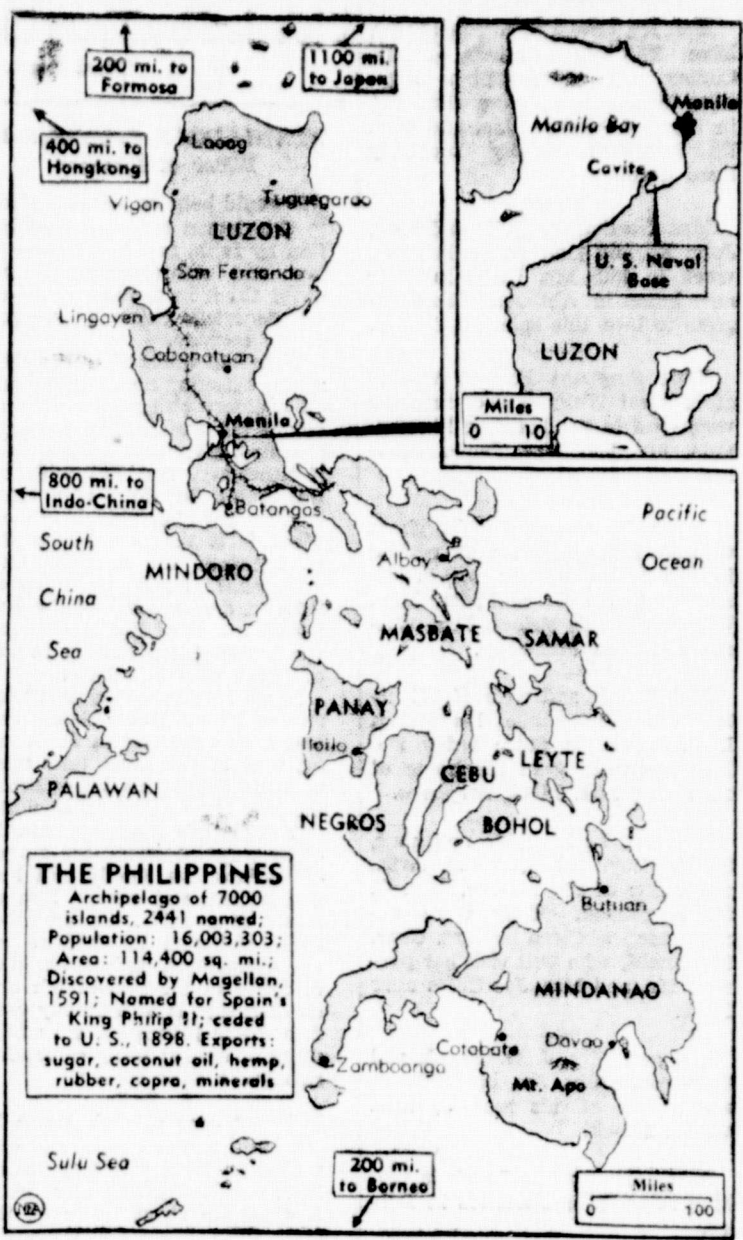 200 mi. to
Formosa
1100 mi.
to Japan
400 mi. to
Hongkong
Laoag
Vigan
Tuguegarao
LUZON
San Fernando
Lingayen
Cabanatuan
Manila
800 mi. to
Indo-China
Batangas
South
China
Sea
MINDORO
Albay
Pacific
Ocean
MASBATE
SAMAR
PANAY
Iloilo
CEBU
LEYTE
PALAWAN
NEGROS
BOHOL
Butuan
MINDANAO
Cotabato
Davao
Mt. Apo
Zamboanga
Sulu Sea
200 mi.
to Borneo
Miles
0 100
Manila
Manila Bay
Cavite
U. S. Naval
Base
LUZON
Miles
0 10
THE PHILIPPINES
Archipelago of 7000
islands, 2441 named;
Population: 16,003,303;
Area: 114,400 sq. mi.;
Discovered by Magellan,
1591; Named for Spain's
King Philip II; ceded
to U. S., 1898. Exports:
sugar, coconut oil, hemp,
rubber, copra, minerals